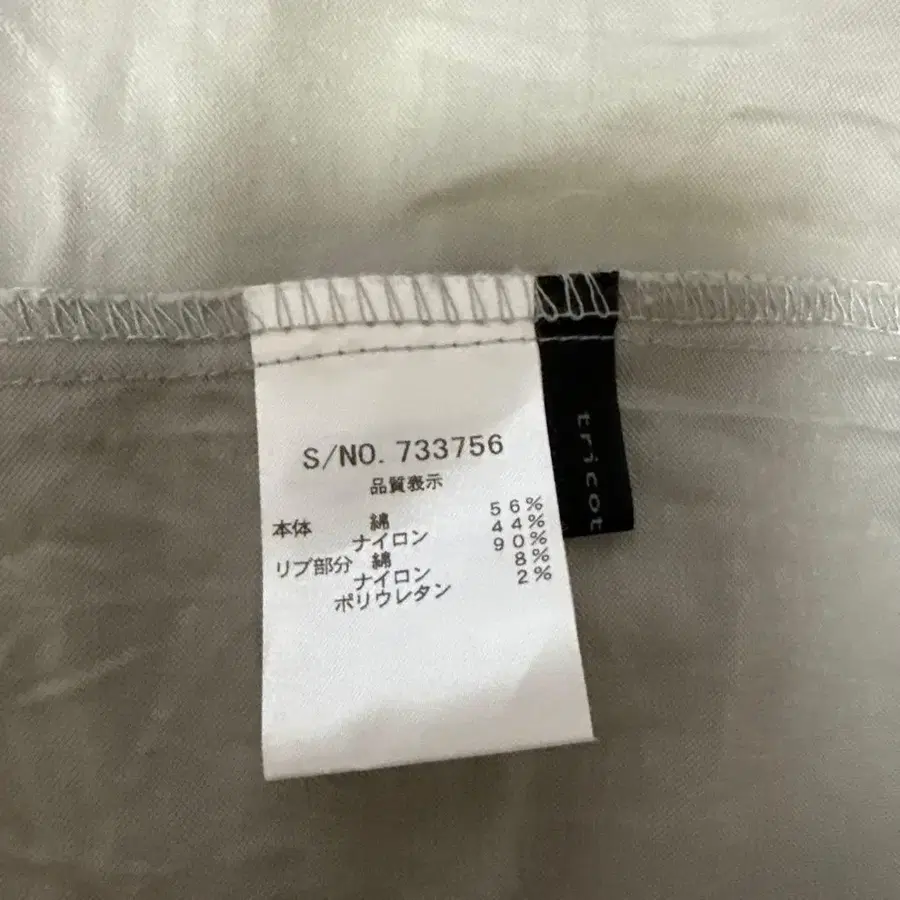 S/NO. 733756
品質表示
本体 綿 56%
ナイロン 44%
リブ部分 綿 90%
ナイロン 8%
ポリウレタン 2%
tricot